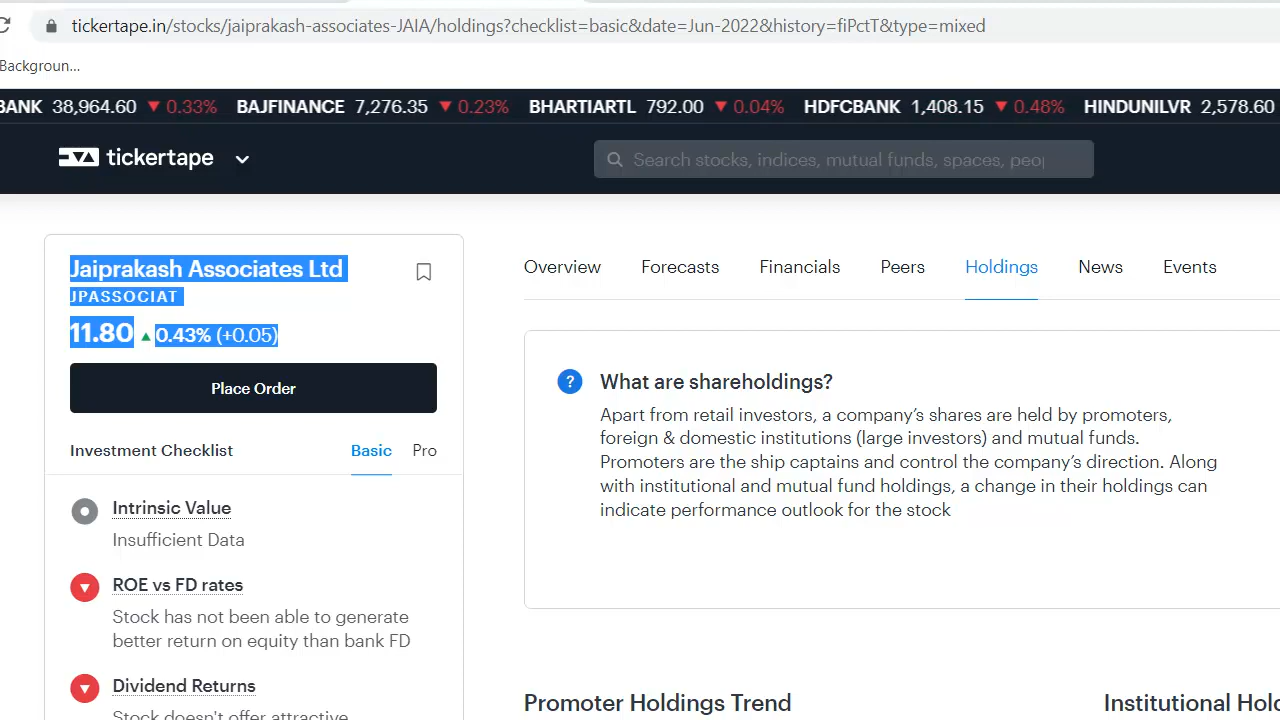 tickertape.in/stocks/jaiprakash-associates-JAIA/holdings?checklist=basic&date=Jun-2022&history=fiPctT&type=mixed
Backgroun...
BANK 38,964.60 ▼ 0.33% BAJFINANCE 7,276.35 ▼ 0.23% BHARTIARTL 792.00 ▼ 0.04% HDFCBANK 1,408.15 ▼ 0.48% HINDUNILVR 2,578.60
tickertape
Search stocks, indices, mutual funds, spaces,
Jaiprakash Associates Ltd
JPASSOCIAT
11.80 ▲ 0.43% (+0.05)
Place Order
Investment Checklist Basic Pro
Intrinsic Value
Insufficient Data
ROE vs FD rates
Stock has not been able to generate
better return on equity than bank FD
Dividend Returns
Stock doesn't offer attractive
Overview Forecasts Financials Peers Holdings News Events
? What are shareholdings?
Apart from retail investors, a company’s shares are held by promoters,
foreign & domestic institutions (large investors) and mutual funds.
Promoters are the ship captains and control the company’s direction. Along
with institutional and mutual fund holdings, a change in their holdings can
indicate performance outlook for the stock
Promoter Holdings Trend
Institutional